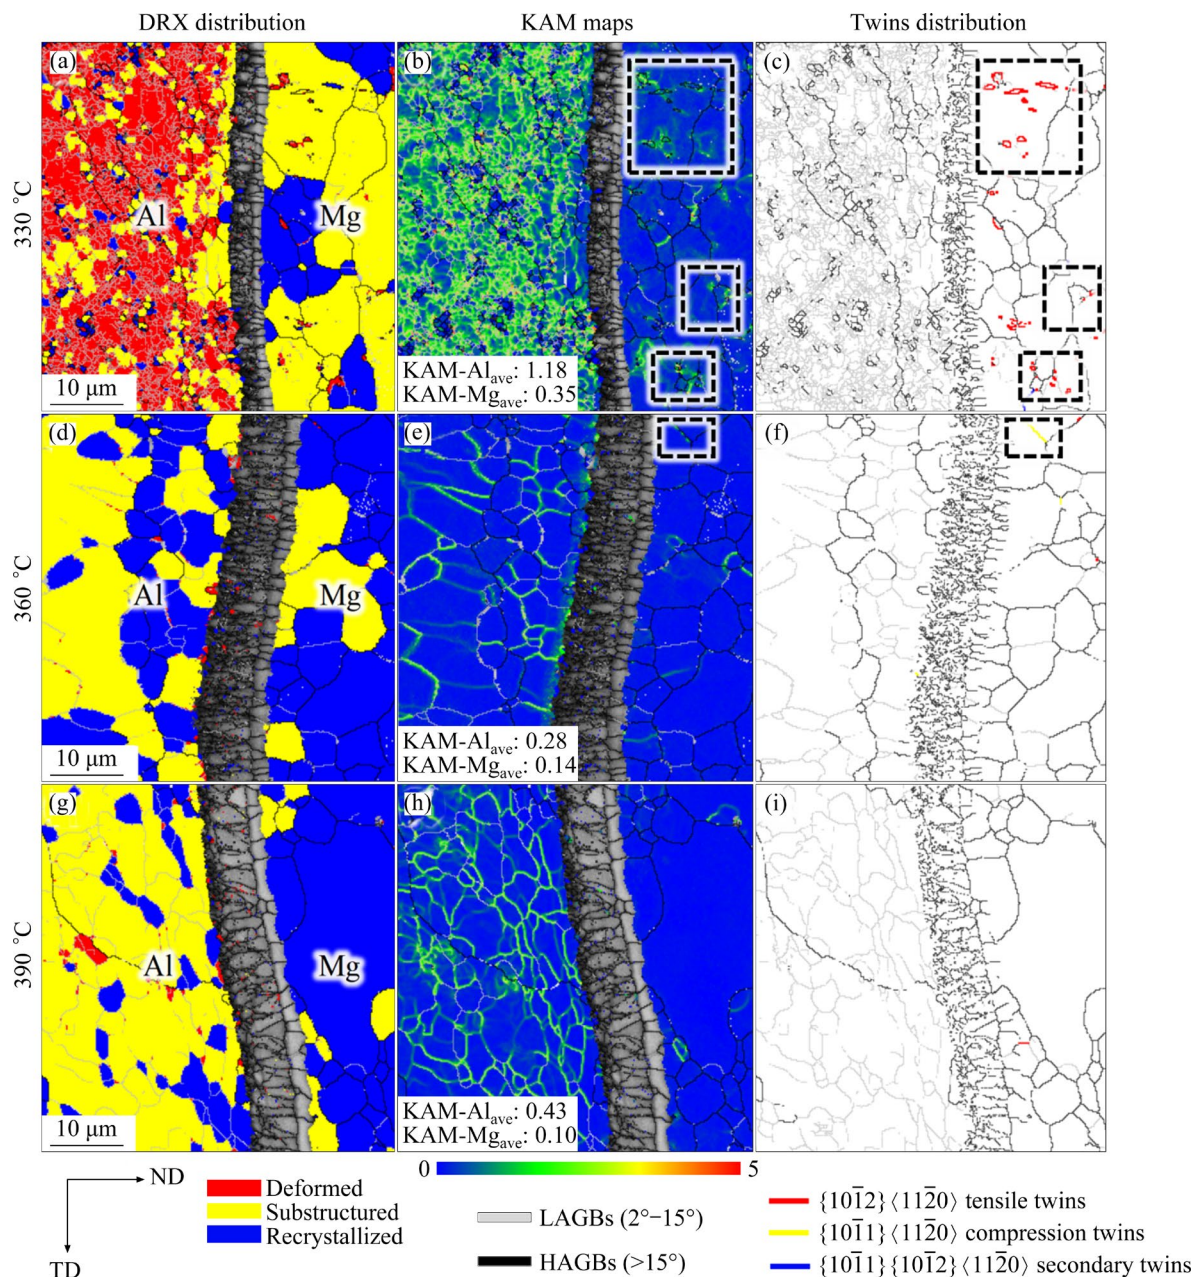 DRX distribution
KAM maps
Twins distribution
330 °C
(a)
Al
Mg
10 μm
(b)
KAM-Al_ave: 1.18
KAM-Mg_ave: 0.35
(c)
360 °C
(d)
Al
Mg
10 μm
(e)
KAM-Al_ave: 0.28
KAM-Mg_ave: 0.14
(f)
390 °C
(g)
Al
Mg
10 μm
(h)
KAM-Al_ave: 0.43
KAM-Mg_ave: 0.10
(i)
ND
TD
Deformed
Substructured
Recrystallized
0 5
LAGBs (2°−15°)
HAGBs (>15°)
{101̄2}⟨112̄0⟩ tensile twins
{101̄1}⟨112̄0⟩ compression twins
{101̄1}{101̄2}⟨112̄0⟩ secondary twins